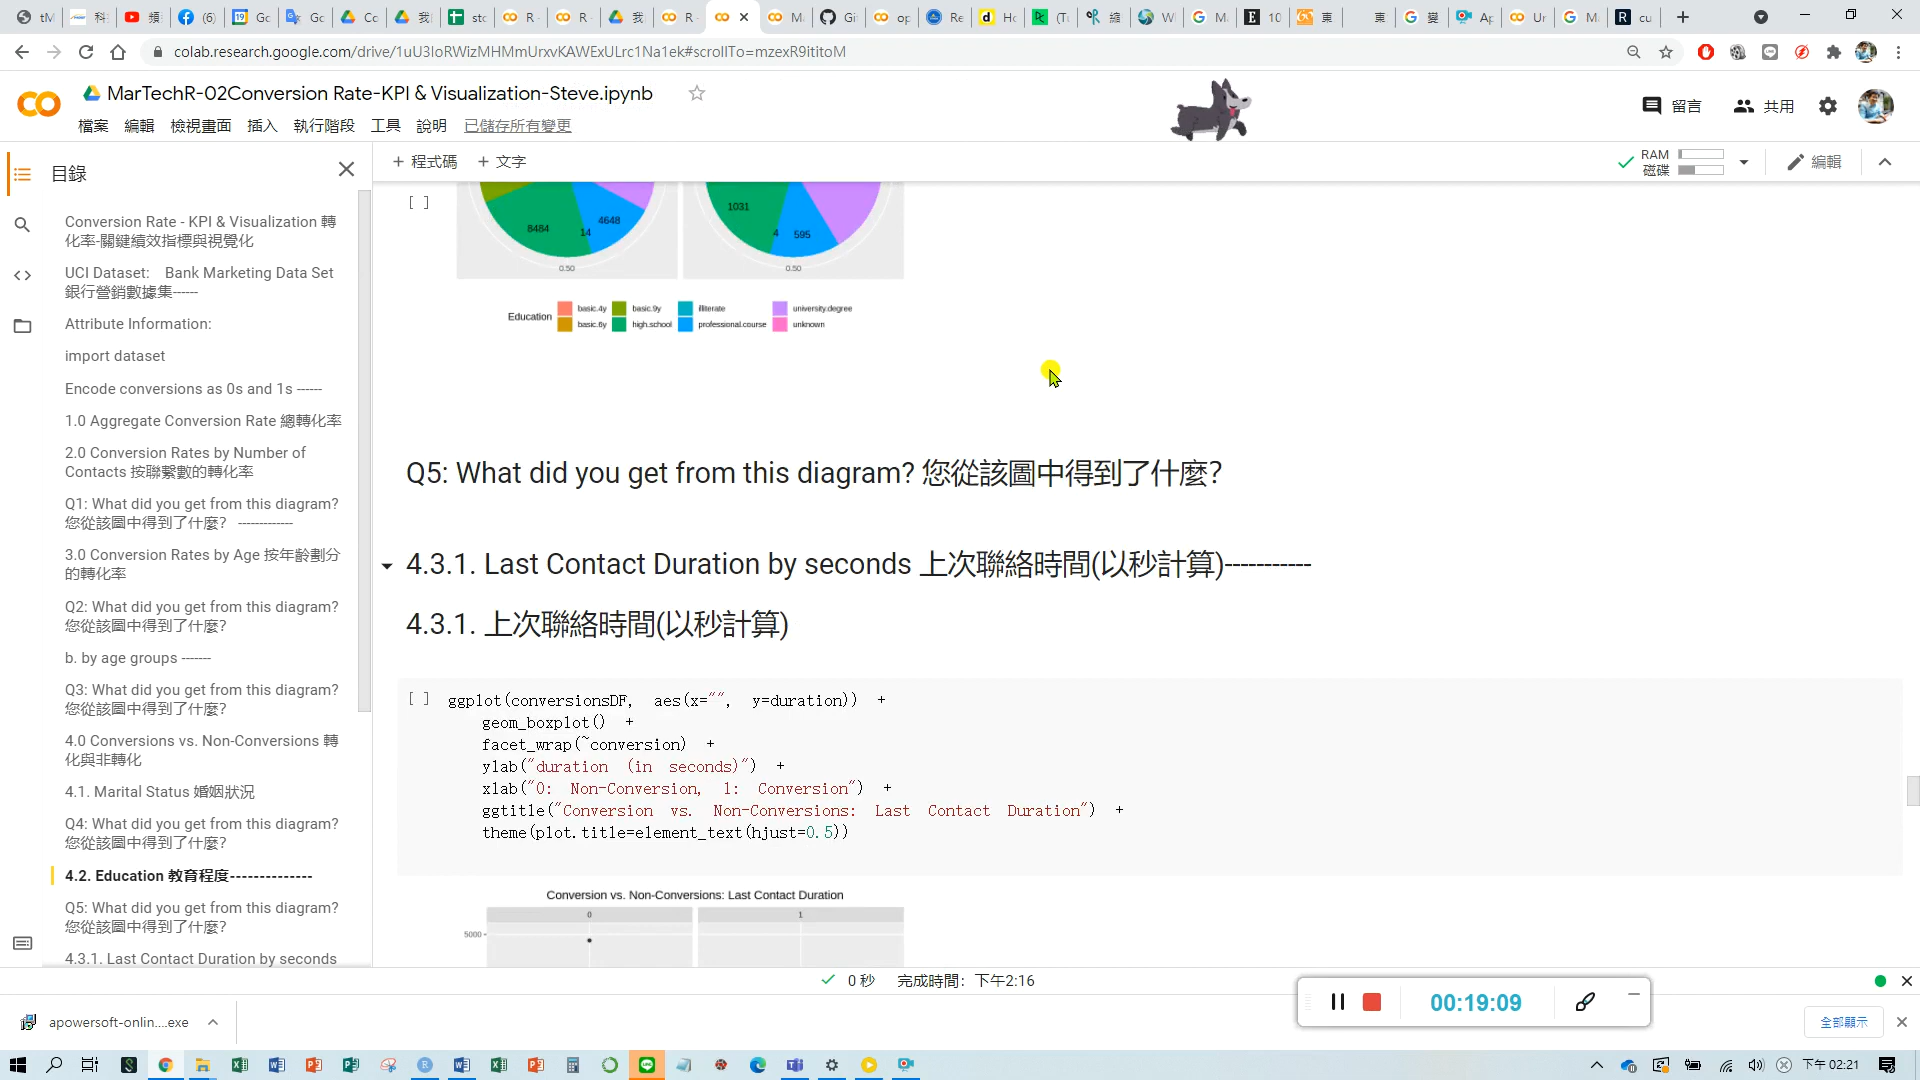 colab.research.google.com/drive/1uU3IoRWizMHMmUrxvKAWExULrc1Na1ek#scrollTo=mzexR9ititoM
MarTechR-02Conversion Rate-KPI & Visualization-Steve.ipynb
檔案 編輯 檢視畫面 插入 執行階段 工具 說明 已儲存所有變更
留言 共用
+ 程式碼 + 文字
RAM
磁碟
編輯
目錄
Conversion Rate - KPI & Visualization 轉
化率-關鍵績效指標與視覺化
UCI Dataset: Bank Marketing Data Set
銀行營銷數據集------
Attribute Information:
import dataset
Encode conversions as 0s and 1s ------
1.0 Aggregate Conversion Rate 總轉化率
2.0 Conversion Rates by Number of
Contacts 按聯繫數的轉化率
Q1: What did you get from this diagram?
您從該圖中得到了什麼? -------------
3.0 Conversion Rates by Age 按年齡劃分
的轉化率
Q2: What did you get from this diagram?
您從該圖中得到了什麼?
b. by age groups -------
Q3: What did you get from this diagram?
您從該圖中得到了什麼?
4.0 Conversions vs. Non-Conversions 轉
化與非轉化
4.1. Marital Status 婚姻狀況
Q4: What did you get from this diagram?
您從該圖中得到了什麼?
4.2. Education 教育程度--------------
Q5: What did you get from this diagram?
您從該圖中得到了什麼?
4.3.1. Last Contact Duration by seconds
[ ]
8484 14 4648
1031 4 595
0.50 0.50
Education basic.4y basic.9y illiterate university.degree
basic.6y high.school professional.course unknown
Q5: What did you get from this diagram? 您從該圖中得到了什麼?
4.3.1. Last Contact Duration by seconds 上次聯絡時間(以秒計算)-----------
4.3.1. 上次聯絡時間(以秒計算)
[ ] ggplot(conversionsDF, aes(x="", y=duration)) +
geom_boxplot() +
facet_wrap(~conversion) +
ylab("duration (in seconds)") +
xlab("0: Non-Conversion, 1: Conversion") +
ggtitle("Conversion vs. Non-Conversions: Last Contact Duration") +
theme(plot.title=element_text(hjust=0.5))
Conversion vs. Non-Conversions: Last Contact Duration
0 1
5000
0 秒 完成時間: 下午2:16
00:19:09
apowersoft-onlin....exe
全部顯示
下午 02:21